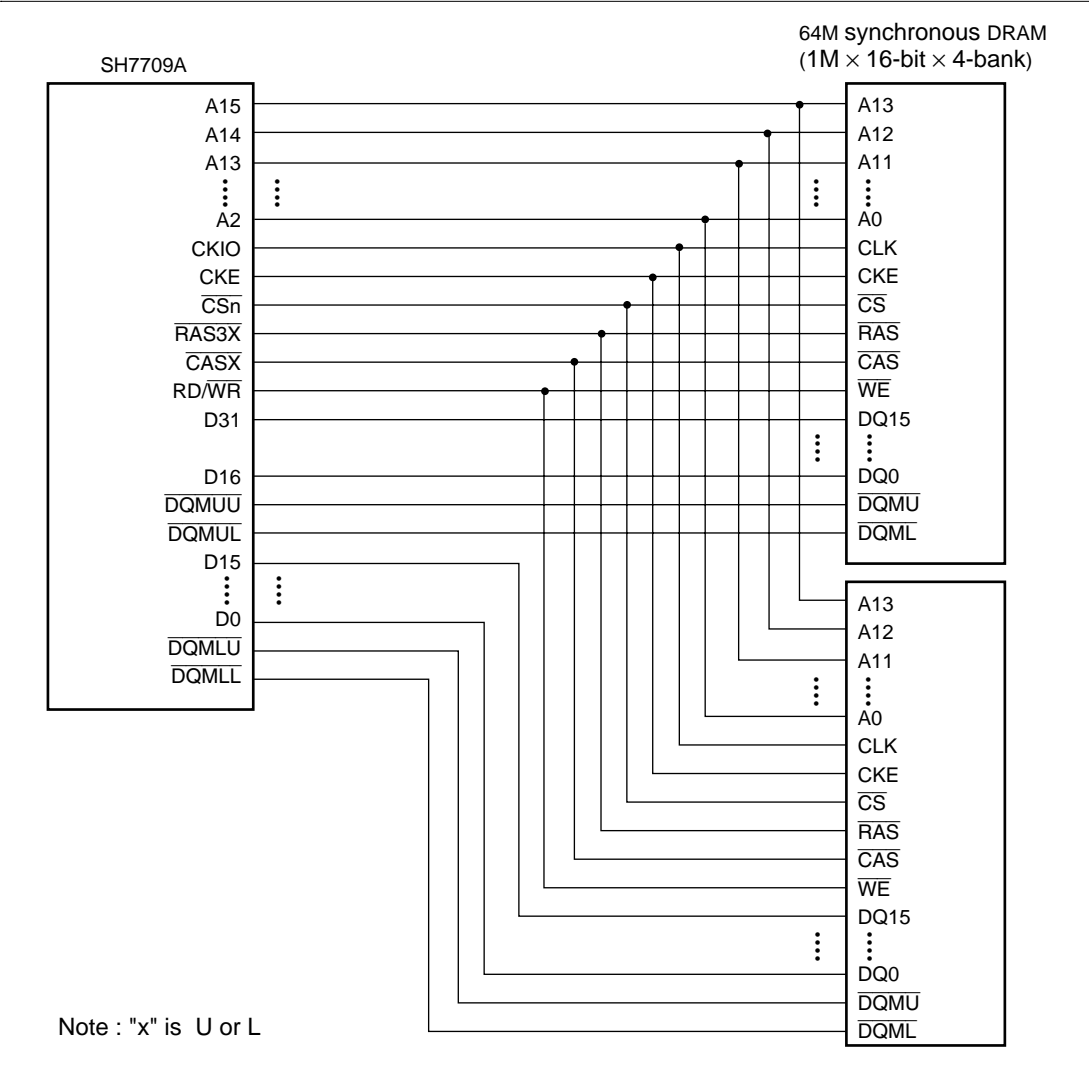 64M synchronous DRAM
(1M × 16-bit × 4-bank)
SH7709A
A15
A14
A13
A2
CKIO
CKE
CSn
RAS3X
CASX
RD/WR
D31
D16
DQMUU
DQMUL
D15
D0
DQMLU
DQMLL
A13
A12
A11
A0
CLK
CKE
CS
RAS
CAS
WE
DQ15
DQ0
DQMU
DQML
A13
A12
A11
A0
CLK
CKE
CS
RAS
CAS
WE
DQ15
DQ0
DQMU
DQML
Note : "x" is U or L